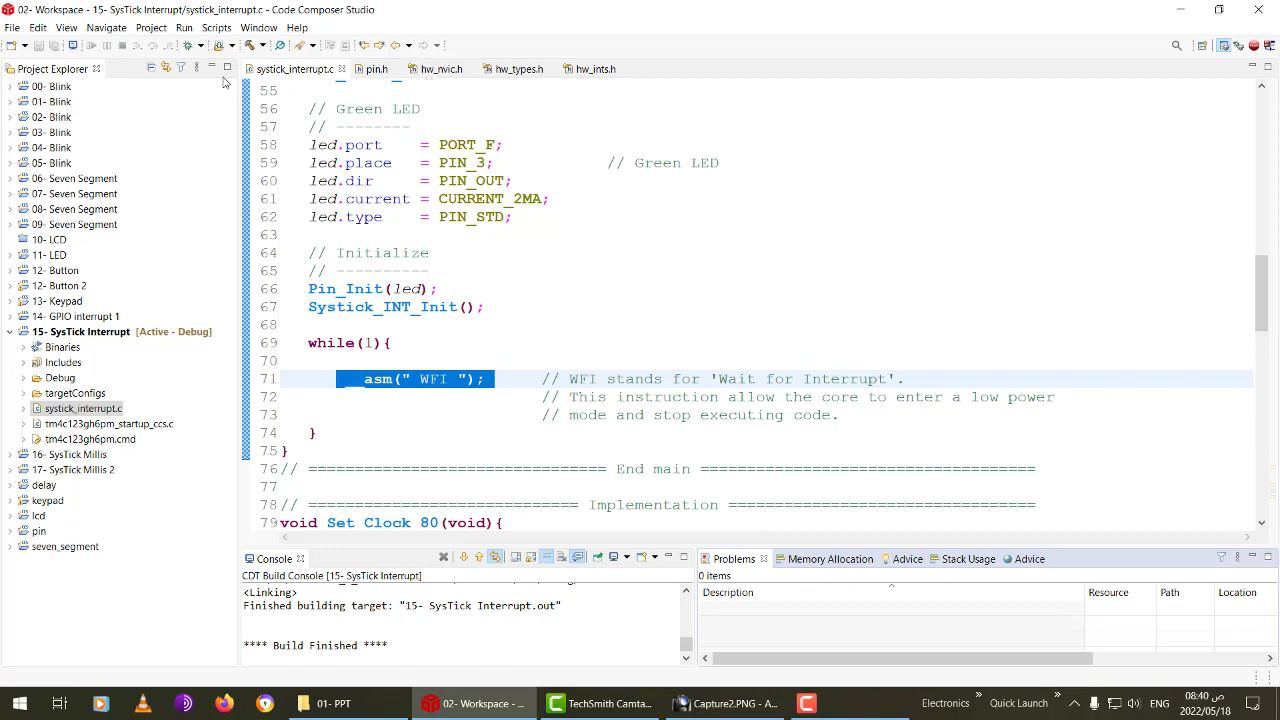 02- Workspace - 15- SysTick Interrupt/systick_interrupt.c - Code Composer Studio
File Edit View Navigate Project Run Scripts Window Help
Project Explorer
systick_interrupt.c pin.h hw_nvic.h hw_types.h hw_ints.h
00- Blink
01- Blink
02- Blink
03- Blink
04- Blink
05- Blink
06- Seven Segment
07- Seven Segment
08- Seven Segment
09- Seven Segment
10- LCD
11- LED
12- Button
12- Button 2
13- Keypad
14- GPIO interrupt 1
15- SysTick Interrupt [Active - Debug]
Binaries
Includes
Debug
targetConfigs
systick_interrupt.c
tm4c123gh6pm_startup_ccs.c
tm4c123gh6pm.cmd
16- SysTick Millis
17- SysTick Millis 2
delay
keypad
lcd
pin
seven_segment
55
56 // Green LED
57 // --------
58 led.port = PORT_F;
59 led.place = PIN_3; // Green LED
60 led.dir = PIN_OUT;
61 led.current = CURRENT_2MA;
62 led.type = PIN_STD;
63
64 // Initialize
65 // ----------
66 Pin_Init(led);
67 Systick_INT_Init();
68
69 while(1){
70
71 __asm(" WFI "); // WFI stands for 'Wait for Interrupt'.
72 // This instruction allow the core to enter a low power
73 // mode and stop executing code.
74 }
75 }
76 // ================================ End main ====================================
77
78 // ============================= Implementation ==================================
79 void Set_Clock_80(void){
Console
CDT Build Console [15- SysTick Interrupt]
<Linking>
Finished building target: "15- SysTick Interrupt.out"
**** Build Finished ****
Problems Memory Allocation Advice Stack Usage Advice
0 items
Description Resource Path Location
01- PPT
02- Workspace - ...
TechSmith Camta...
Capture2.PNG - A...
Videos
Quick Launch
08:40 ص
2022/05/18